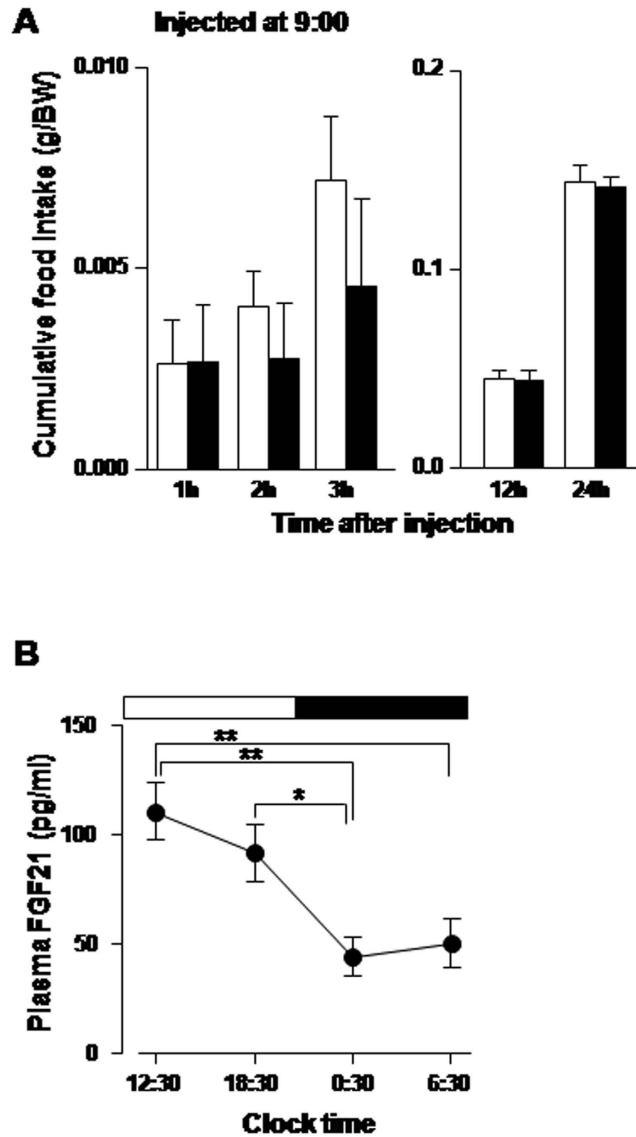 A
Injected at 9:00
Cumulative food intake (g/BW)
0.010
0.005
0.000
1h 2h 3h
0.2
0.1
0.0
12h 24h
Time after injection
B
Plasma FGF21 (pg/ml)
150
100
50
0
**
**
*
12:30 18:30 0:30 6:30
Clock time